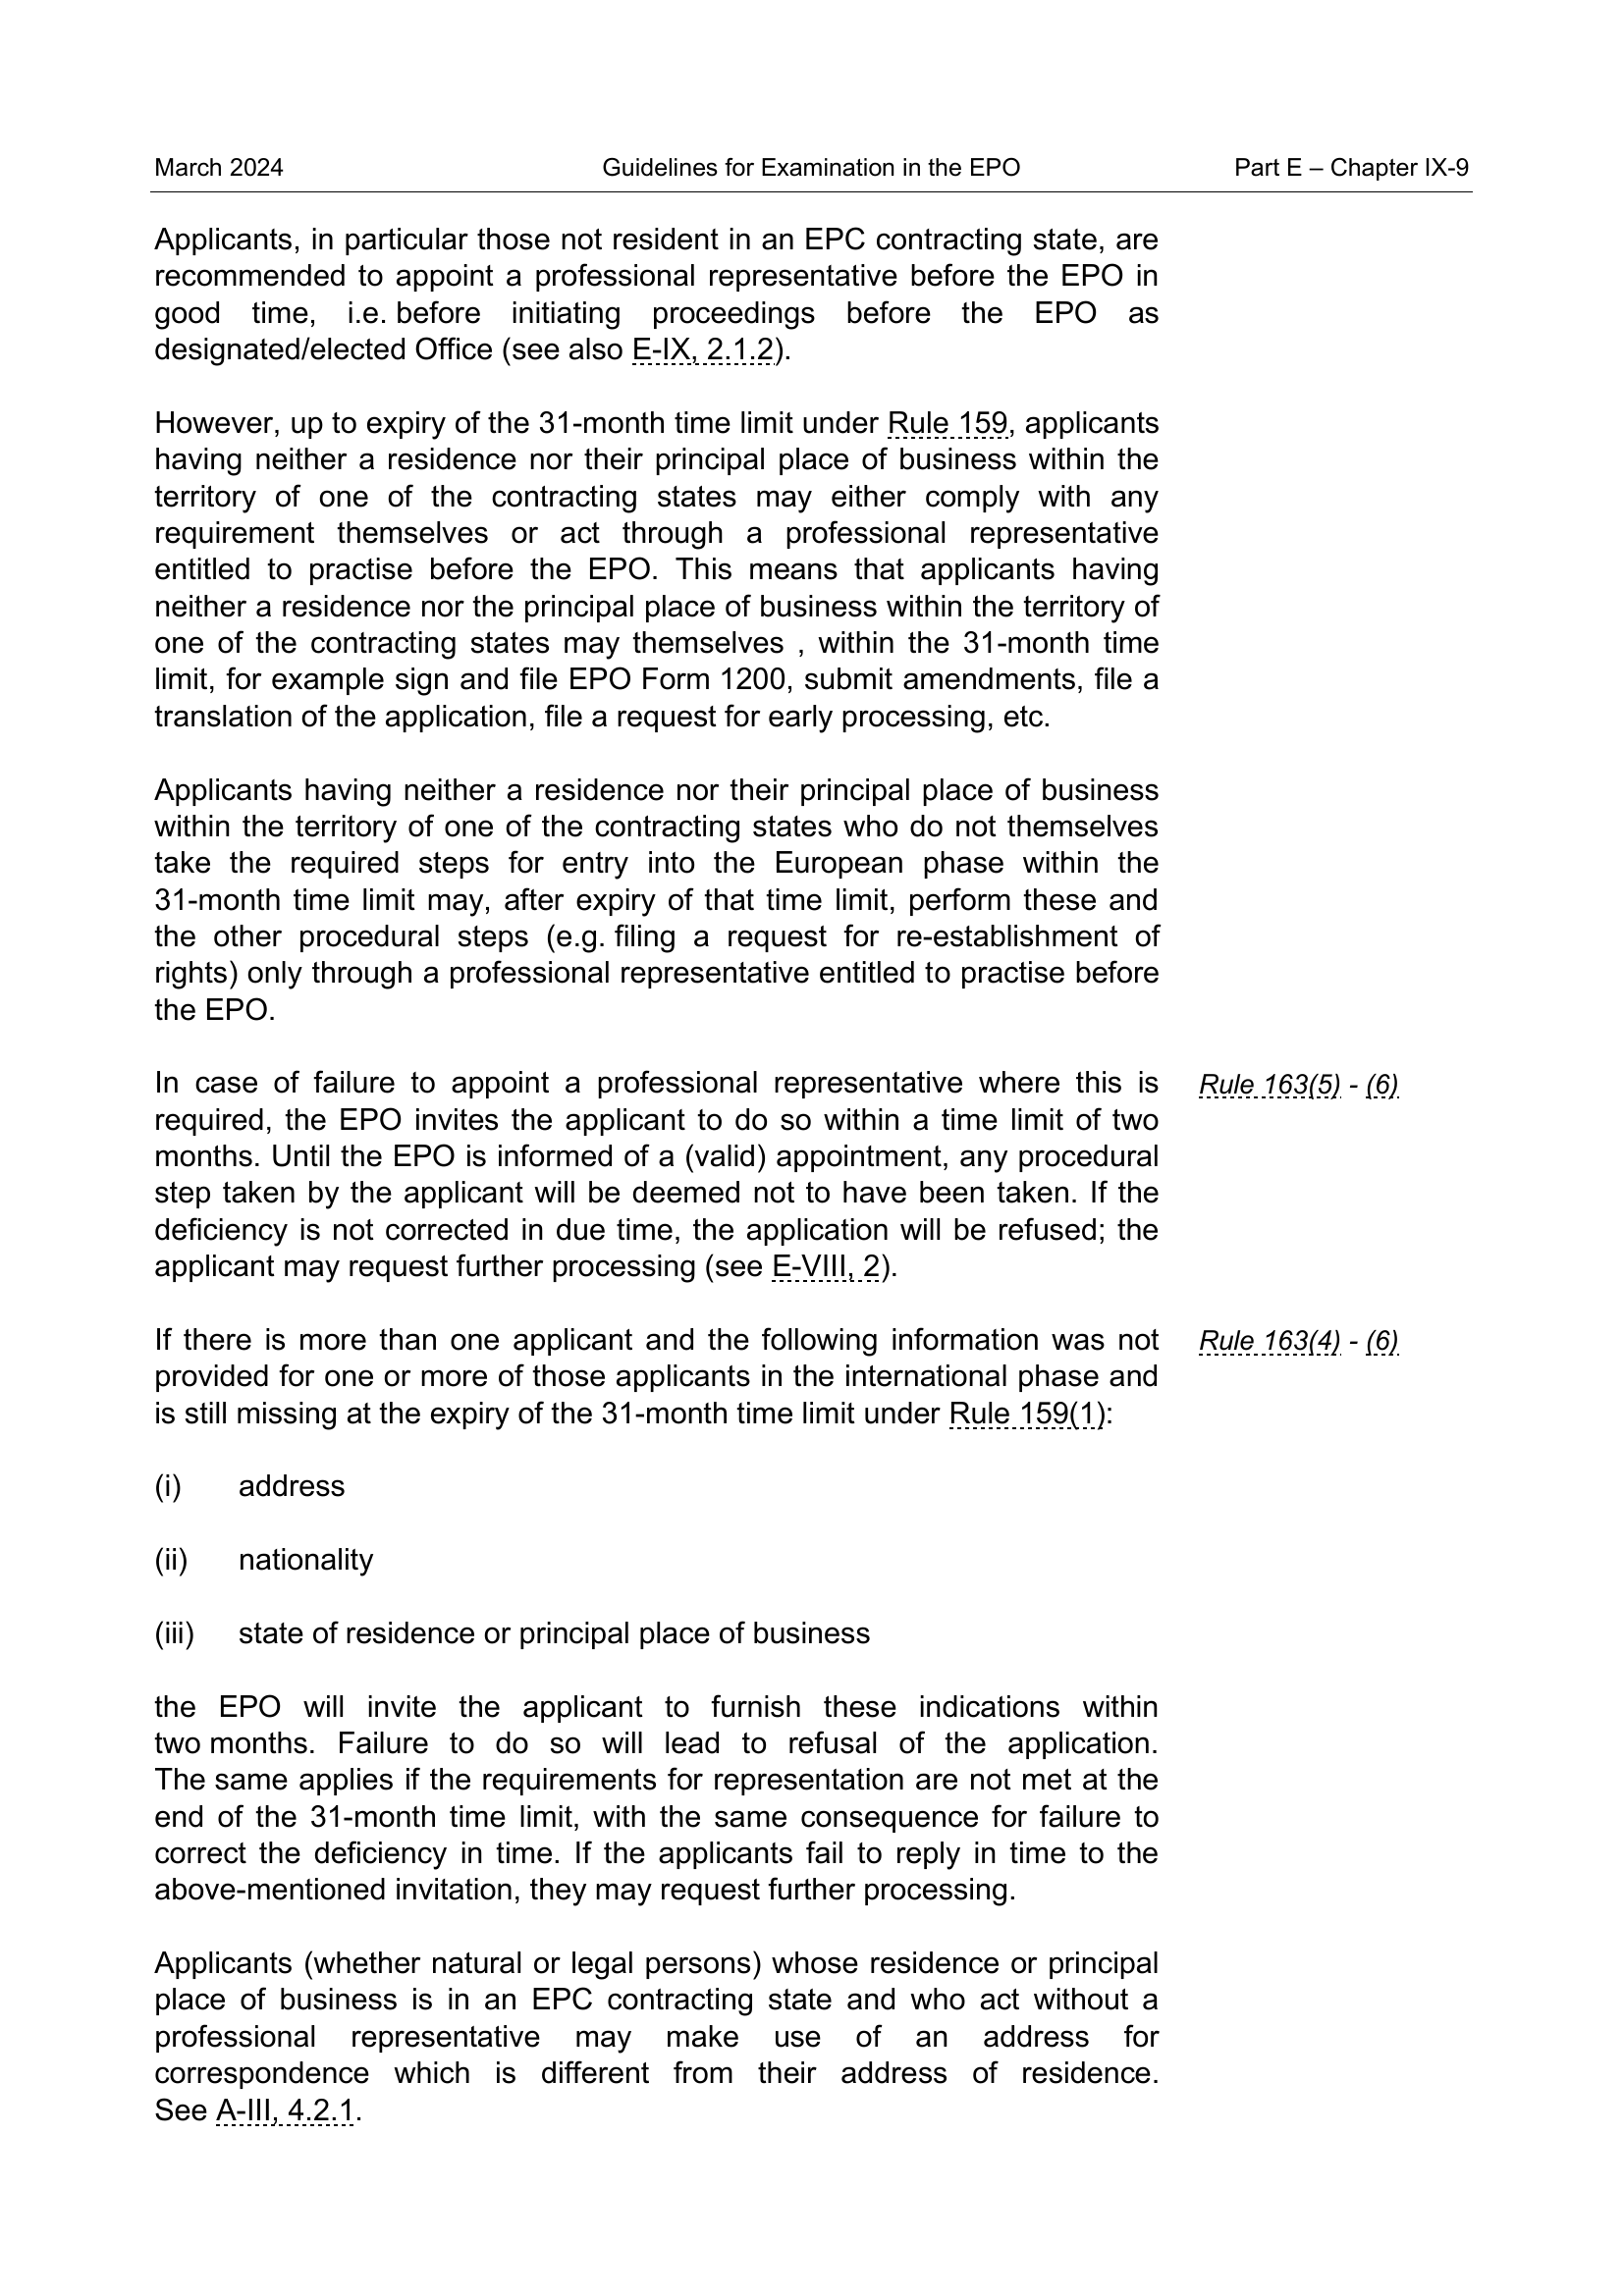 March 2024 Guidelines for Examination in the EPO Part E – Chapter IX-9
Applicants, in particular those not resident in an EPC contracting state, are
recommended to appoint a professional representative before the EPO in
good time, i.e. before initiating proceedings before the EPO as
designated/elected Office (see also E-IX, 2.1.2).
However, up to expiry of the 31-month time limit under Rule 159, applicants
having neither a residence nor their principal place of business within the
territory of one of the contracting states may either comply with any
requirement themselves or act through a professional representative
entitled to practise before the EPO. This means that applicants having
neither a residence nor the principal place of business within the territory of
one of the contracting states may themselves , within the 31-month time
limit, for example sign and file EPO Form 1200, submit amendments, file a
translation of the application, file a request for early processing, etc.
Applicants having neither a residence nor their principal place of business
within the territory of one of the contracting states who do not themselves
take the required steps for entry into the European phase within the
31-month time limit may, after expiry of that time limit, perform these and
the other procedural steps (e.g. filing a request for re-establishment of
rights) only through a professional representative entitled to practise before
the EPO.
In case of failure to appoint a professional representative where this is Rule 163(5) - (6)
required, the EPO invites the applicant to do so within a time limit of two
months. Until the EPO is informed of a (valid) appointment, any procedural
step taken by the applicant will be deemed not to have been taken. If the
deficiency is not corrected in due time, the application will be refused; the
applicant may request further processing (see E-VIII, 2).
If there is more than one applicant and the following information was not Rule 163(4) - (6)
provided for one or more of those applicants in the international phase and
is still missing at the expiry of the 31-month time limit under Rule 159(1):
(i) address
(ii) nationality
(iii) state of residence or principal place of business
the EPO will invite the applicant to furnish these indications within
two months. Failure to do so will lead to refusal of the application.
The same applies if the requirements for representation are not met at the
end of the 31-month time limit, with the same consequence for failure to
correct the deficiency in time. If the applicants fail to reply in time to the
above-mentioned invitation, they may request further processing.
Applicants (whether natural or legal persons) whose residence or principal
place of business is in an EPC contracting state and who act without a
professional representative may make use of an address for
correspondence which is different from their address of residence.
See A-III, 4.2.1.